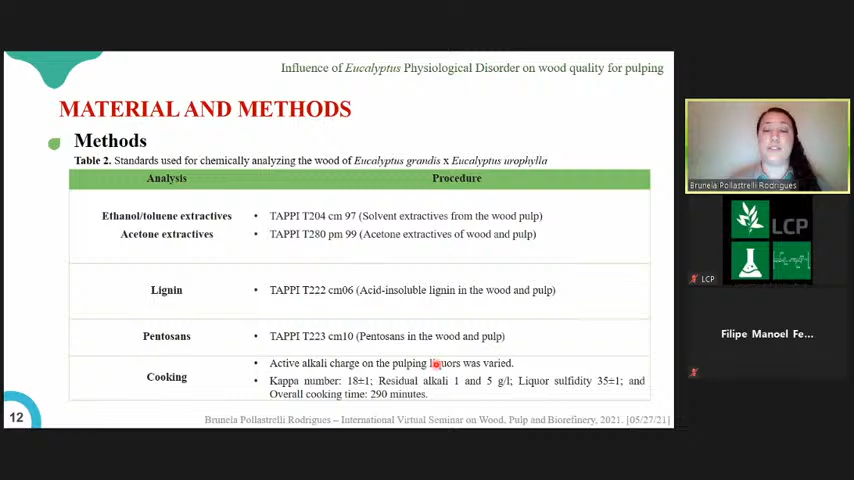 Influence of Eucalyptus Physiological Disorder on wood quality for pulping
MATERIAL AND METHODS
Methods
Table 2. Standards used for chemically analyzing the wood of Eucalyptus grandis x Eucalyptus urophylla
Analysis Procedure
Ethanol/toluene extractives • TAPPI T204 cm 97 (Solvent extractives from the wood pulp)
Acetone extractives • TAPPI T280 pm 99 (Acetone extractives of wood and pulp)
Lignin • TAPPI T222 cm06 (Acid-insoluble lignin in the wood and pulp)
Pentosans • TAPPI T223 cm10 (Pentosans in the wood and pulp)
Cooking
• Active alkali charge on the pulping liquors was varied.
• Kappa number: 18±1; Residual alkali 1 and 5 g/l; Liquor sulfidity 35±1; and
Overall cooking time: 290 minutes.
12
Brunela Pollastrelli Rodrigues – International Virtual Seminar on Wood, Pulp and Biorefinery, 2021. [05/27/21]
Brunela Pollastrelli Rodrigues
LCP
LCP
Filipe Manoel Fe...